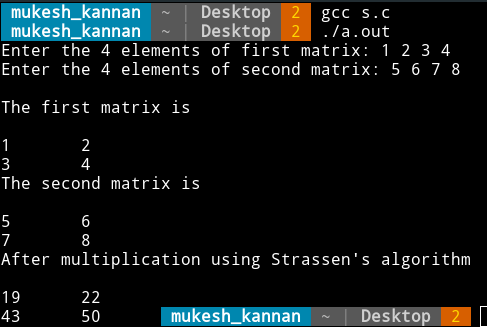 mukesh_kannan ~ | Desktop 2 gcc s.c
mukesh_kannan ~ | Desktop 2 ./a.out
Enter the 4 elements of first matrix: 1 2 3 4
Enter the 4 elements of second matrix: 5 6 7 8
The first matrix is
1 2
3 4
The second matrix is
5 6
7 8
After multiplication using Strassen's algorithm
19 22
43 50 mukesh_kannan ~ | Desktop 2